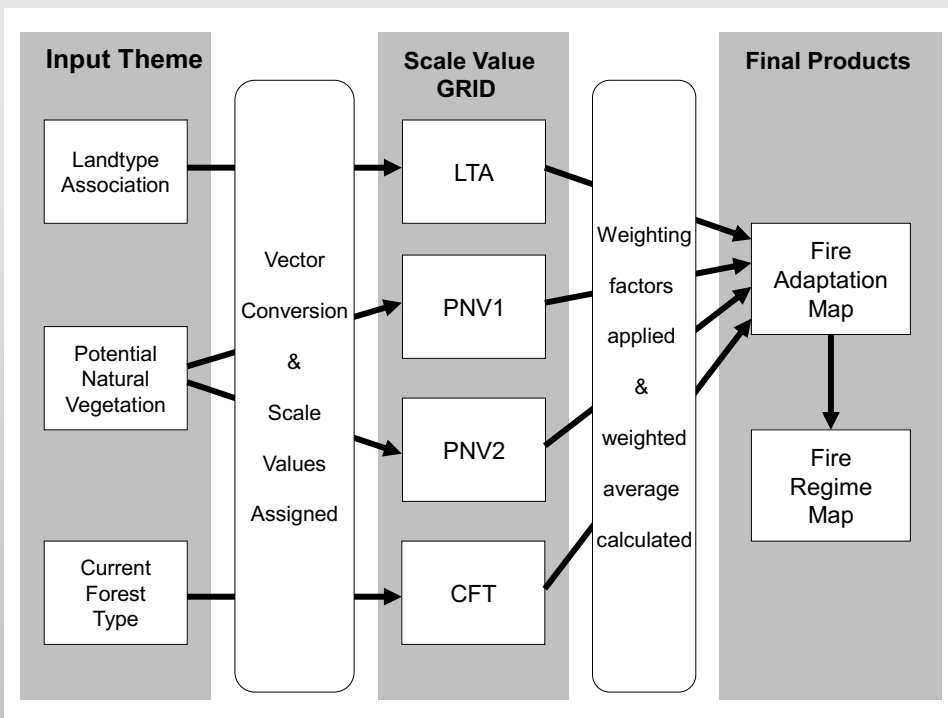 Input Theme
Landtype
Association
Potential
Natural
Vegetation
Current
Forest
Type
Vector
Conversion
&
Scale
Values
Assigned
Scale Value
GRID
LTA
PNV1
PNV2
CFT
Weighting
factors
applied
&
weighted
average
calculated
Final Products
Fire
Adaptation
Map
Fire
Regime
Map